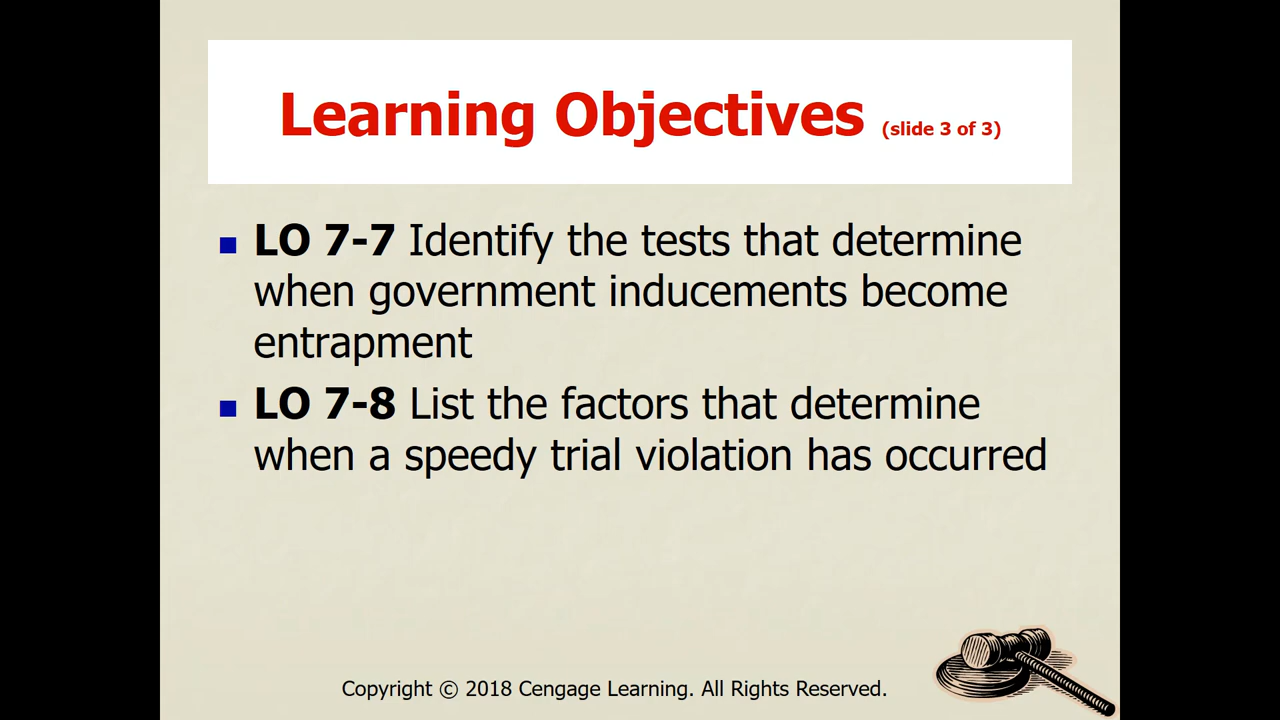 Learning Objectives (slide 3 of 3)
LO 7-7 Identify the tests that determine
when government inducements become
entrapment
LO 7-8 List the factors that determine
when a speedy trial violation has occurred
Copyright © 2018 Cengage Learning. All Rights Reserved.